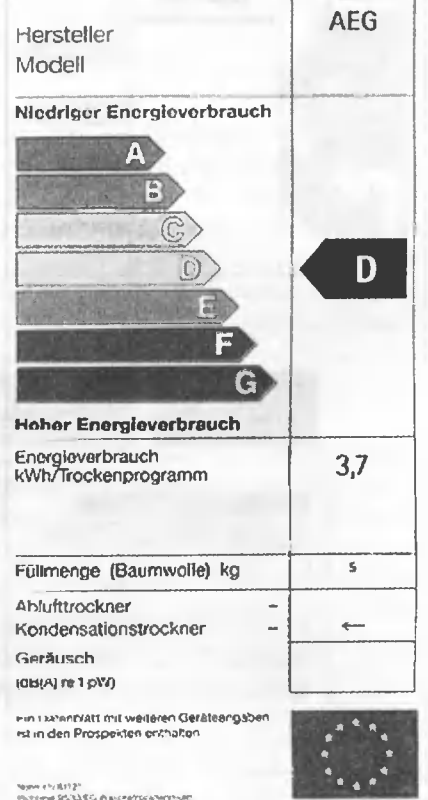 Hersteller
AEG
Modell
Niedriger Energieverbrauch
A
B
C
D
D
E
F
G
Hoher Energieverbrauch
Energieverbrauch
kWh/Trockenprogramm
3,7
Füllmenge (Baumwolle) kg
5
Ablufttrockner -
Kondensationstrockner - ←
Geräusch
(dB(A) re 1 pW)
Ein Datenblatt mit weiteren Geräteangaben
ist in den Prospekten enthalten